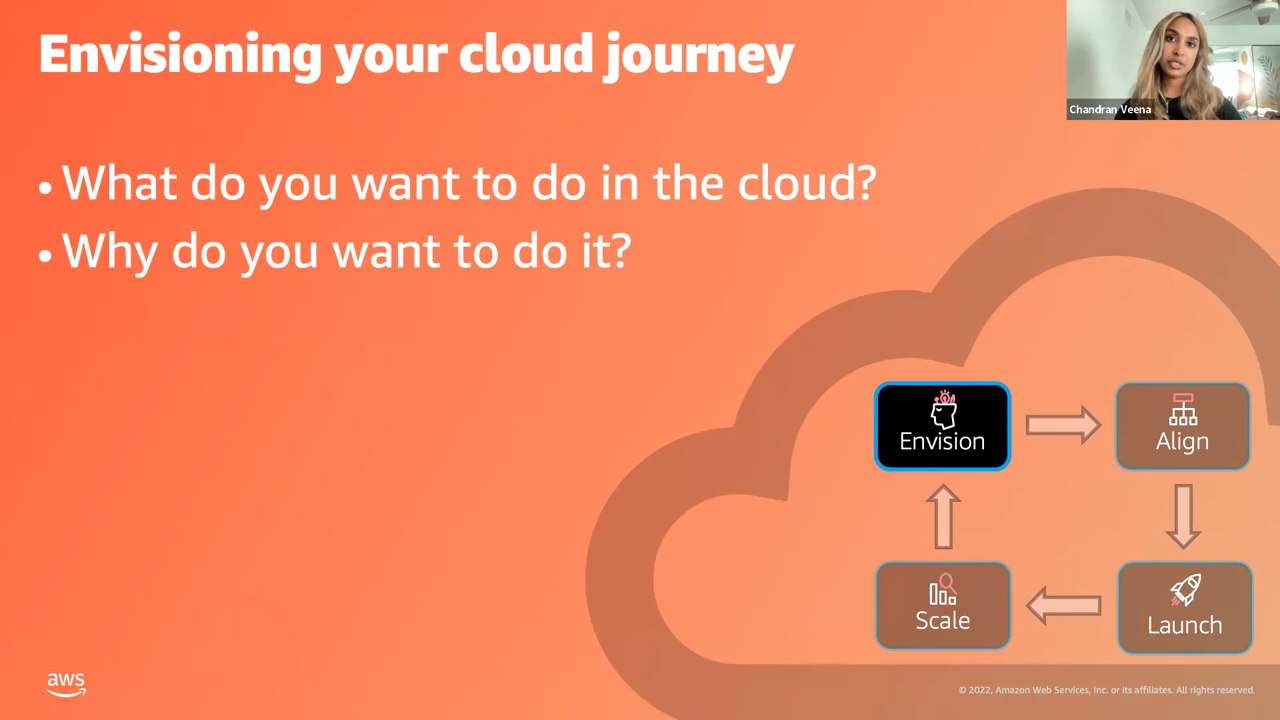 Envisioning your cloud journey
Chandran Veena
• What do you want to do in the cloud?
• Why do you want to do it?
Envision
Align
Scale
Launch
aws
© 2022, Amazon Web Services, Inc. or its affiliates. All rights reserved.